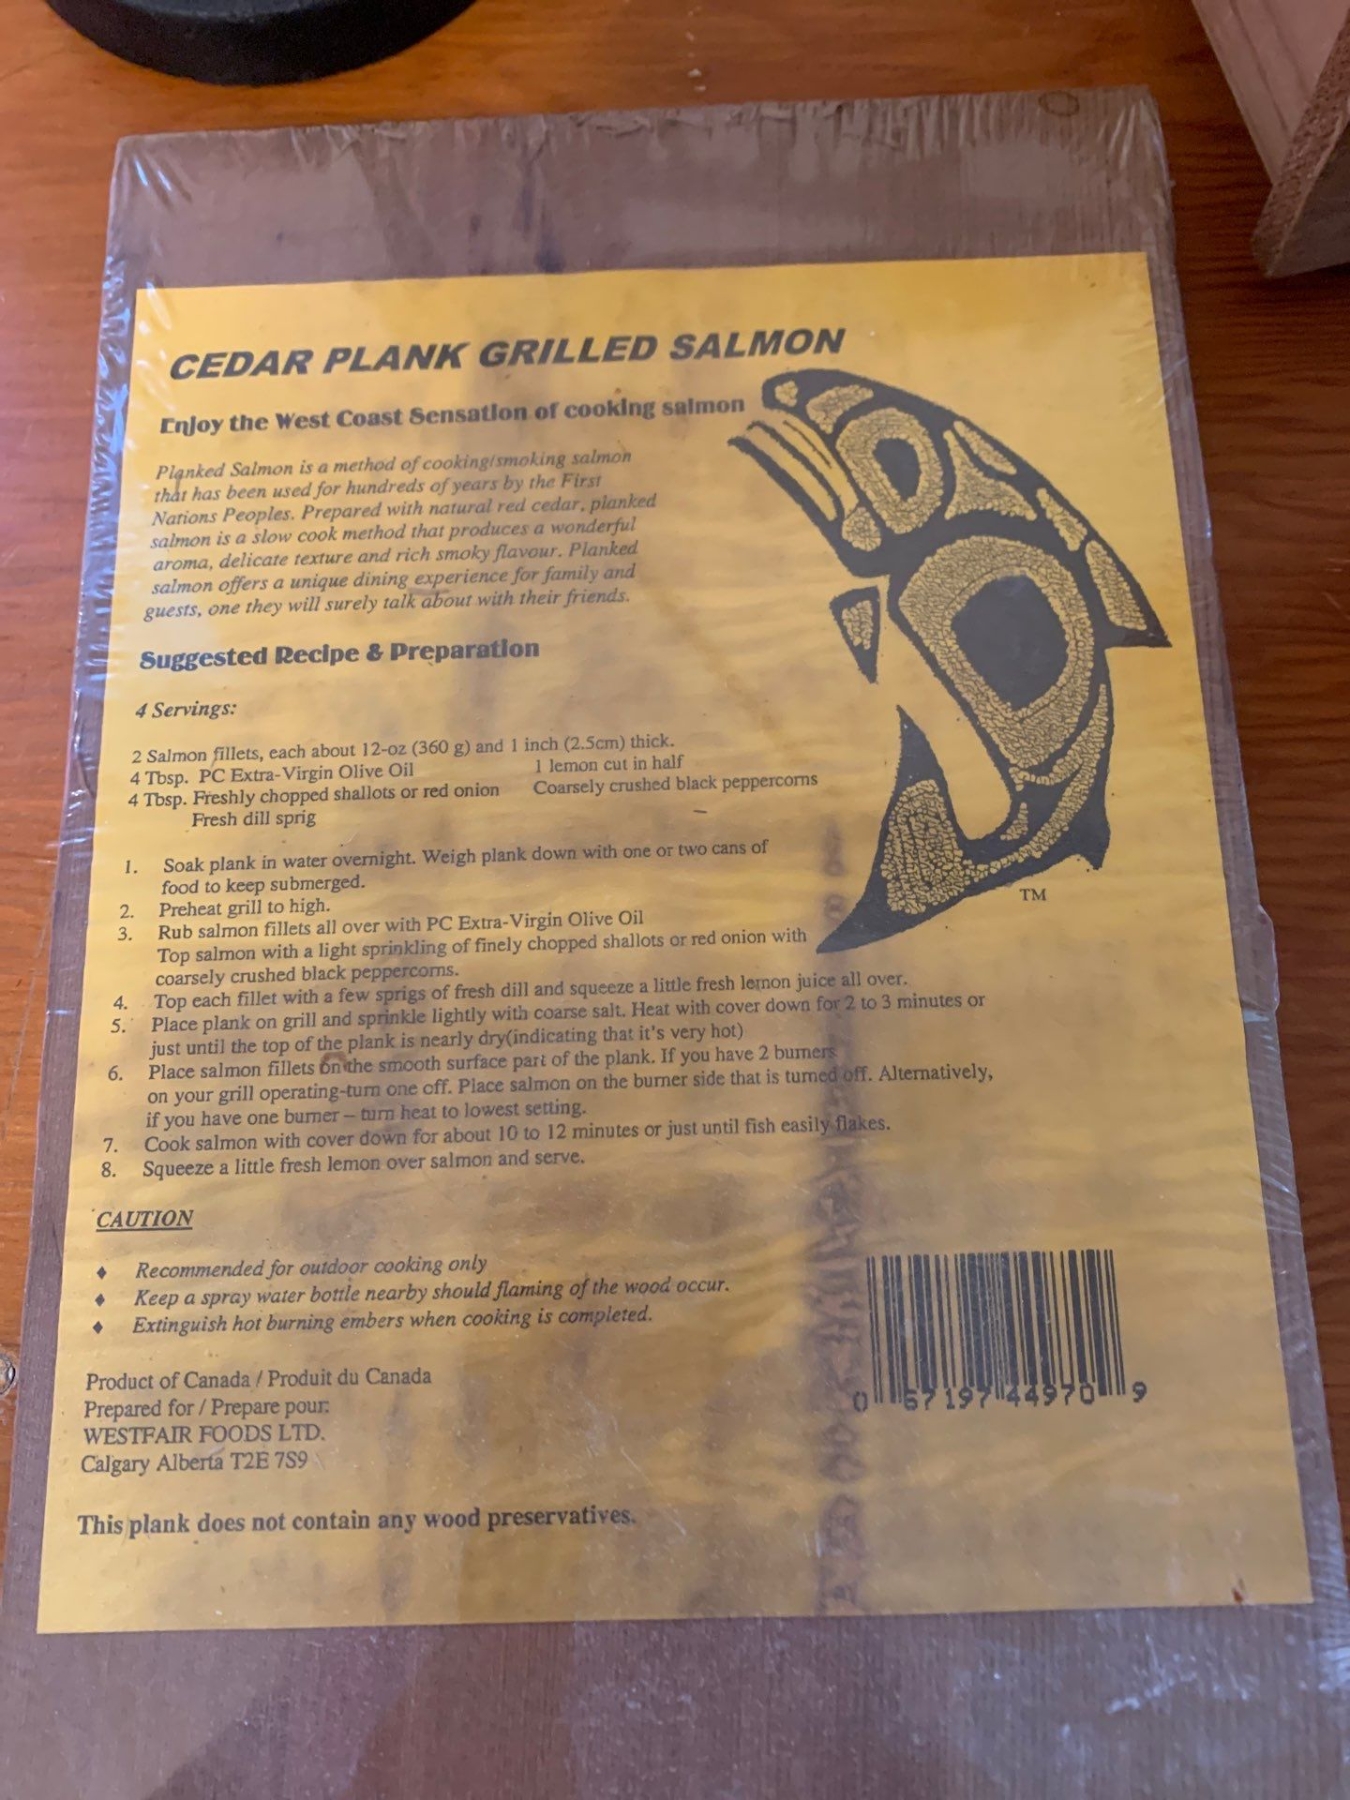 CEDAR PLANK GRILLED SALMON
Enjoy the West Coast Sensation of cooking salmon
Planked Salmon is a method of cooking/smoking salmon
that has been used for hundreds of years by the First
Nations Peoples. Prepared with natural red cedar, planked
salmon is a slow cook method that produces a wonderful
aroma, delicate texture and rich smoky flavour. Planked
salmon offers a unique dining experience for family and
guests, one they will surely talk about with their friends.
Suggested Recipe & Preparation
4 Servings:
2 Salmon fillets, each about 12-oz (360 g) and 1 inch (2.5cm) thick.
4 Tbsp. PC Extra-Virgin Olive Oil 1 lemon cut in half
4 Tbsp. Freshly chopped shallots or red onion Coarsely crushed black peppercorns
Fresh dill sprig
1. Soak plank in water overnight. Weigh plank down with one or two cans of
food to keep submerged.
2. Preheat grill to high.
3. Rub salmon fillets all over with PC Extra-Virgin Olive Oil
Top salmon with a light sprinkling of finely chopped shallots or red onion with
coarsely crushed black peppercorns.
4. Top each fillet with a few sprigs of fresh dill and squeeze a little fresh lemon juice all over.
5. Place plank on grill and sprinkle lightly with coarse salt. Heat with cover down for 2 to 3 minutes or
just until the top of the plank is nearly dry(indicating that it's very hot)
6. Place salmon fillets on the smooth surface part of the plank. If you have 2 burners
on your grill operating-turn one off. Place salmon on the burner side that is turned off. Alternatively,
if you have one burner – turn heat to lowest setting.
7. Cook salmon with cover down for about 10 to 12 minutes or just until fish easily flakes.
8. Squeeze a little fresh lemon over salmon and serve.
TM
CAUTION
♦ Recommended for outdoor cooking only
♦ Keep a spray water bottle nearby should flaming of the wood occur.
♦ Extinguish hot burning embers when cooking is completed.
Product of Canada / Produit du Canada
Prepared for / Prepare pour:
WESTFAIR FOODS LTD.
Calgary Alberta T2E 7S9
0 67197 44970 9
This plank does not contain any wood preservatives.